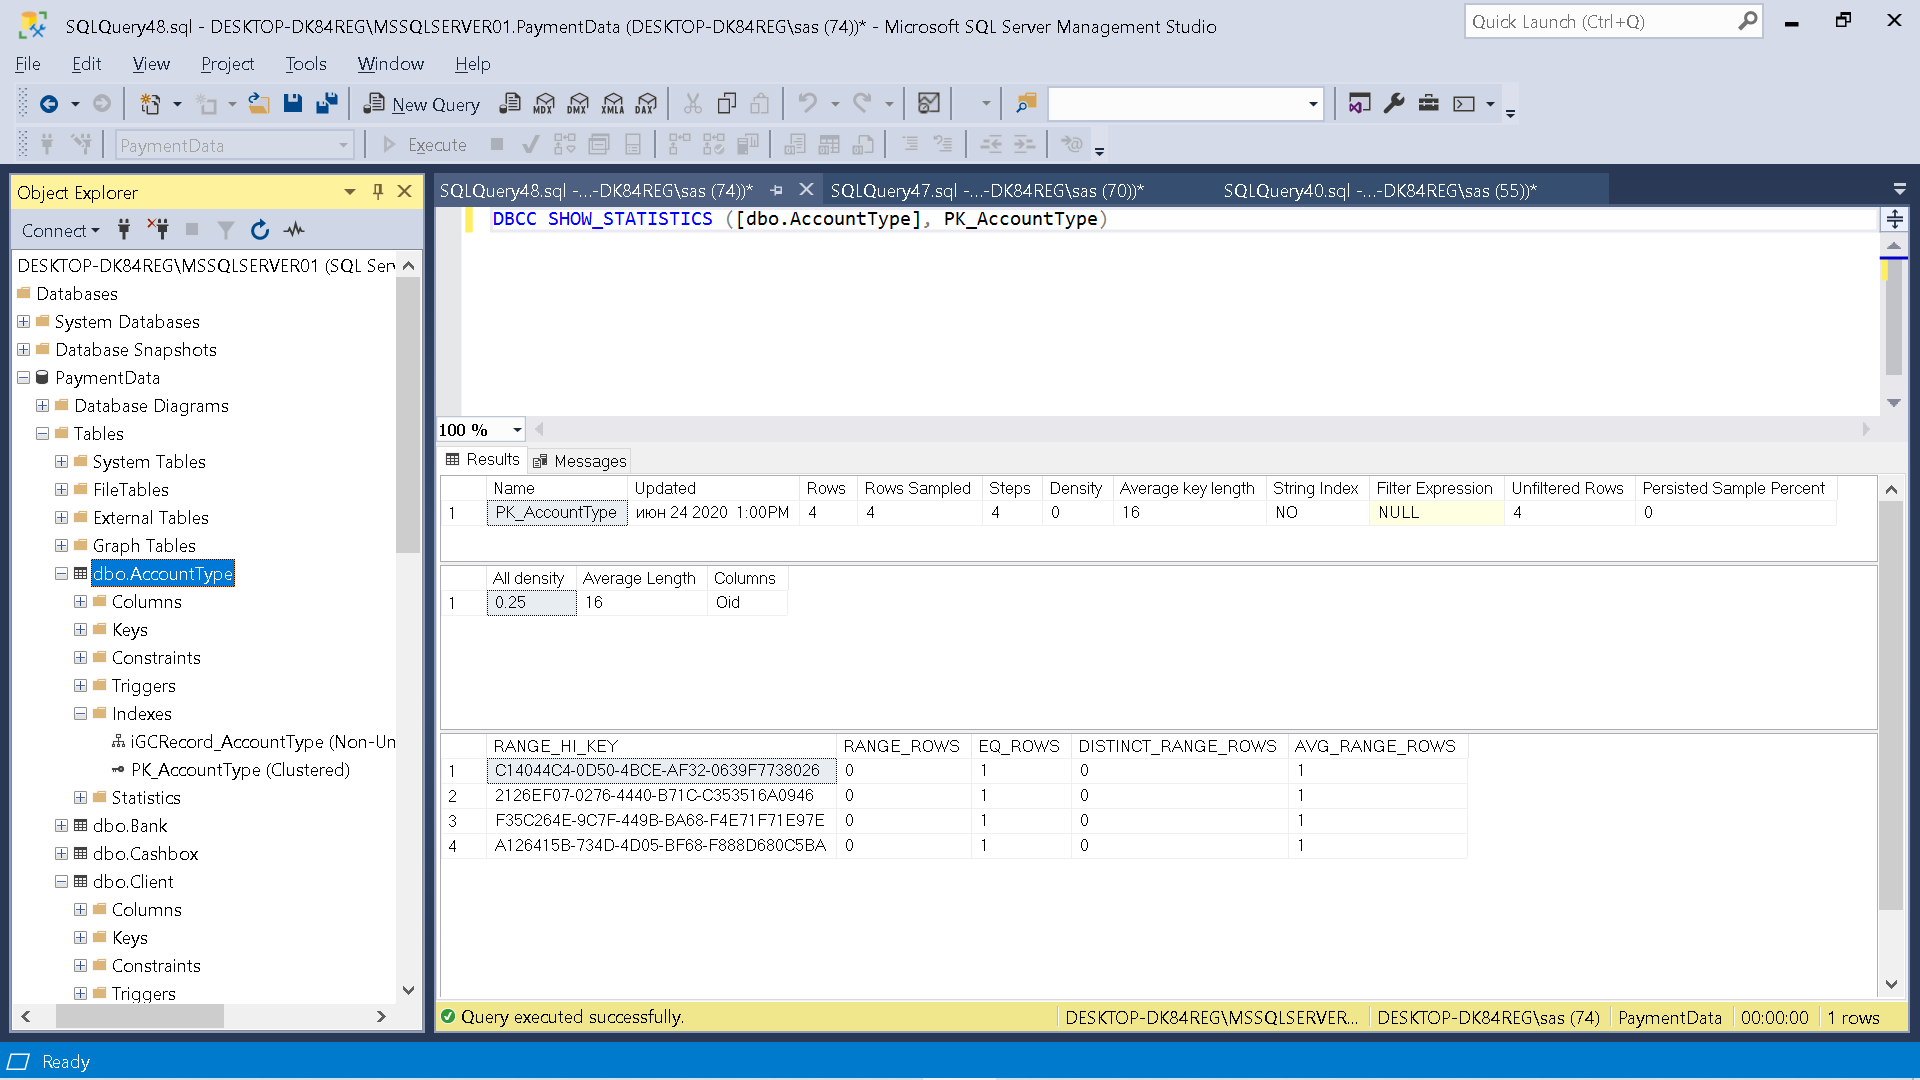 SQLQuery48.sql - DESKTOP-DK84REG\MSSQLSERVER01.PaymentData (DESKTOP-DK84REG\sas (74))* - Microsoft SQL Server Management Studio
Quick Launch (Ctrl+Q)
File Edit View Project Tools Window Help
New Query MDX DMX XMLA DAX
PaymentData Execute
Object Explorer
Connect
DESKTOP-DK84REG\MSSQLSERVER01 (SQL Ser
Databases
System Databases
Database Snapshots
PaymentData
Database Diagrams
Tables
System Tables
FileTables
External Tables
Graph Tables
dbo.AccountType
Columns
Keys
Constraints
Triggers
Indexes
iGCRecord_AccountType (Non-Un
PK_AccountType (Clustered)
Statistics
dbo.Bank
dbo.Cashbox
dbo.Client
Columns
Keys
Constraints
Triggers
SQLQuery48.sql -...-DK84REG\sas (74))* SQLQuery47.sql -...-DK84REG\sas (70))* SQLQuery40.sql -...-DK84REG\sas (55))*
DBCC SHOW_STATISTICS ([dbo.AccountType], PK_AccountType)
100 %
Results Messages
Name Updated Rows Rows Sampled Steps Density Average key length String Index Filter Expression Unfiltered Rows Persisted Sample Percent
1 PK_AccountType июн 24 2020 1:00PM 4 4 4 0 16 NO NULL 4 0
All density Average Length Columns
1 0.25 16 Oid
RANGE_HI_KEY RANGE_ROWS EQ_ROWS DISTINCT_RANGE_ROWS AVG_RANGE_ROWS
1 C14044C4-0D50-4BCE-AF32-0639F7738026 0 1 0 1
2 2126EF07-0276-4440-B71C-C353516A0946 0 1 0 1
3 F35C264E-9C7F-449B-BA68-F4E71F71E97E 0 1 0 1
4 A126415B-734D-4D05-BF68-F888D680C5BA 0 1 0 1
Query executed successfully. DESKTOP-DK84REG\MSSQLSERVER... DESKTOP-DK84REG\sas (74) PaymentData 00:00:00 1 rows
Ready